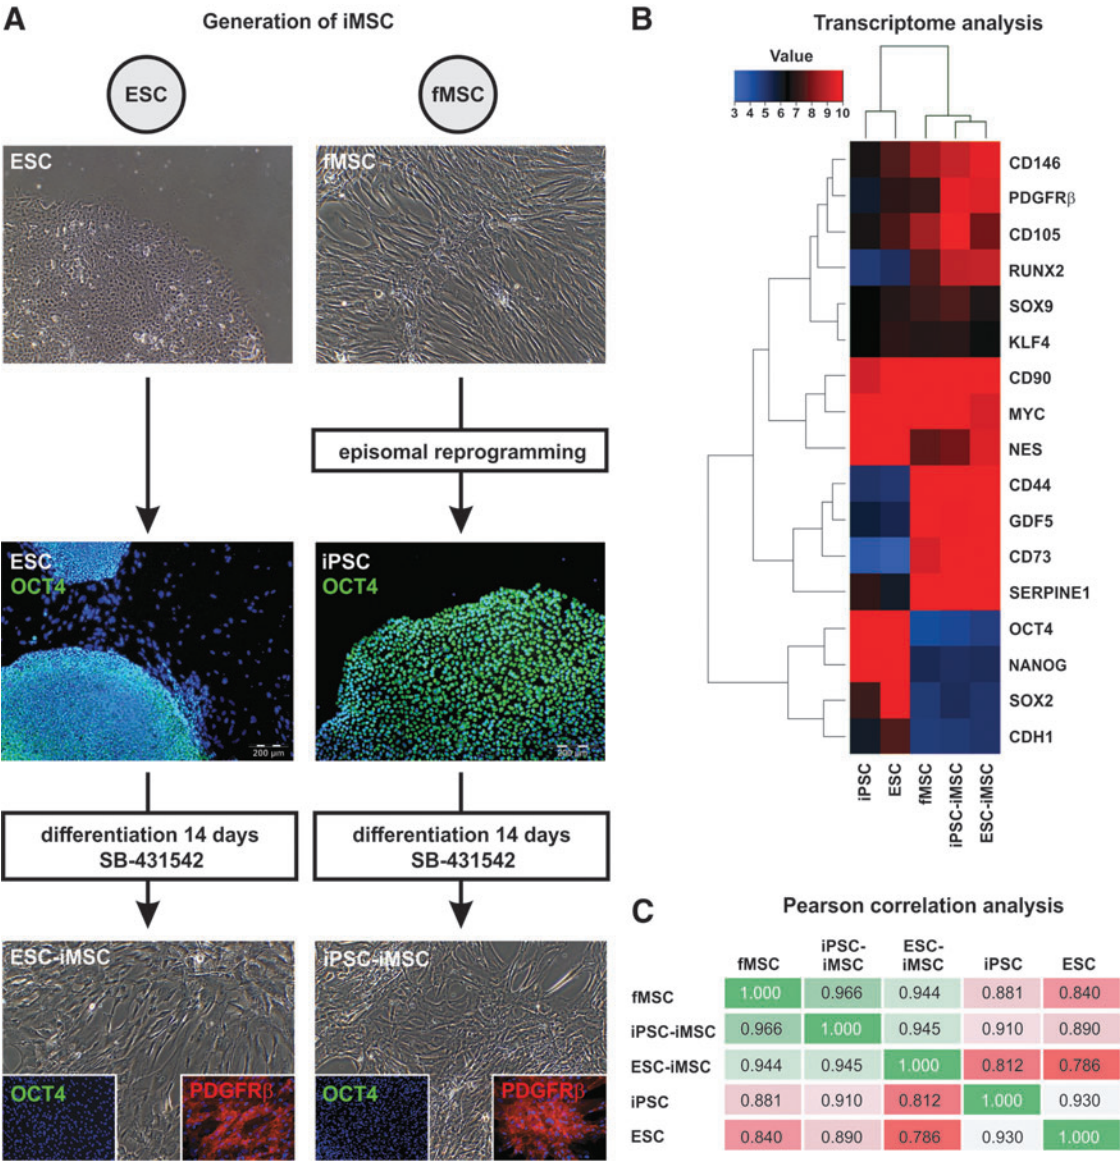 A
Generation of iMSC
ESC
fMSC
ESC
fMSC
episomal reprogramming
ESC
OCT4
200 µm
iPSC
OCT4
200 µm
differentiation 14 days
SB-431542
differentiation 14 days
SB-431542
ESC-iMSC
OCT4
PDGFRβ
iPSC-iMSC
OCT4
PDGFRβ
B
Transcriptome analysis
Value
3 4 5 6 7 8 9 10
CD146
PDGFRβ
CD105
RUNX2
SOX9
KLF4
CD90
MYC
NES
CD44
GDF5
CD73
SERPINE1
OCT4
NANOG
SOX2
CDH1
iPSC
ESC
fMSC
iPSC-iMSC
ESC-iMSC
C
Pearson correlation analysis
fMSC iPSC-iMSC ESC-iMSC iPSC ESC
fMSC 1.000 0.966 0.944 0.881 0.840
iPSC-iMSC 0.966 1.000 0.945 0.910 0.890
ESC-iMSC 0.944 0.945 1.000 0.812 0.786
iPSC 0.881 0.910 0.812 1.000 0.930
ESC 0.840 0.890 0.786 0.930 1.000